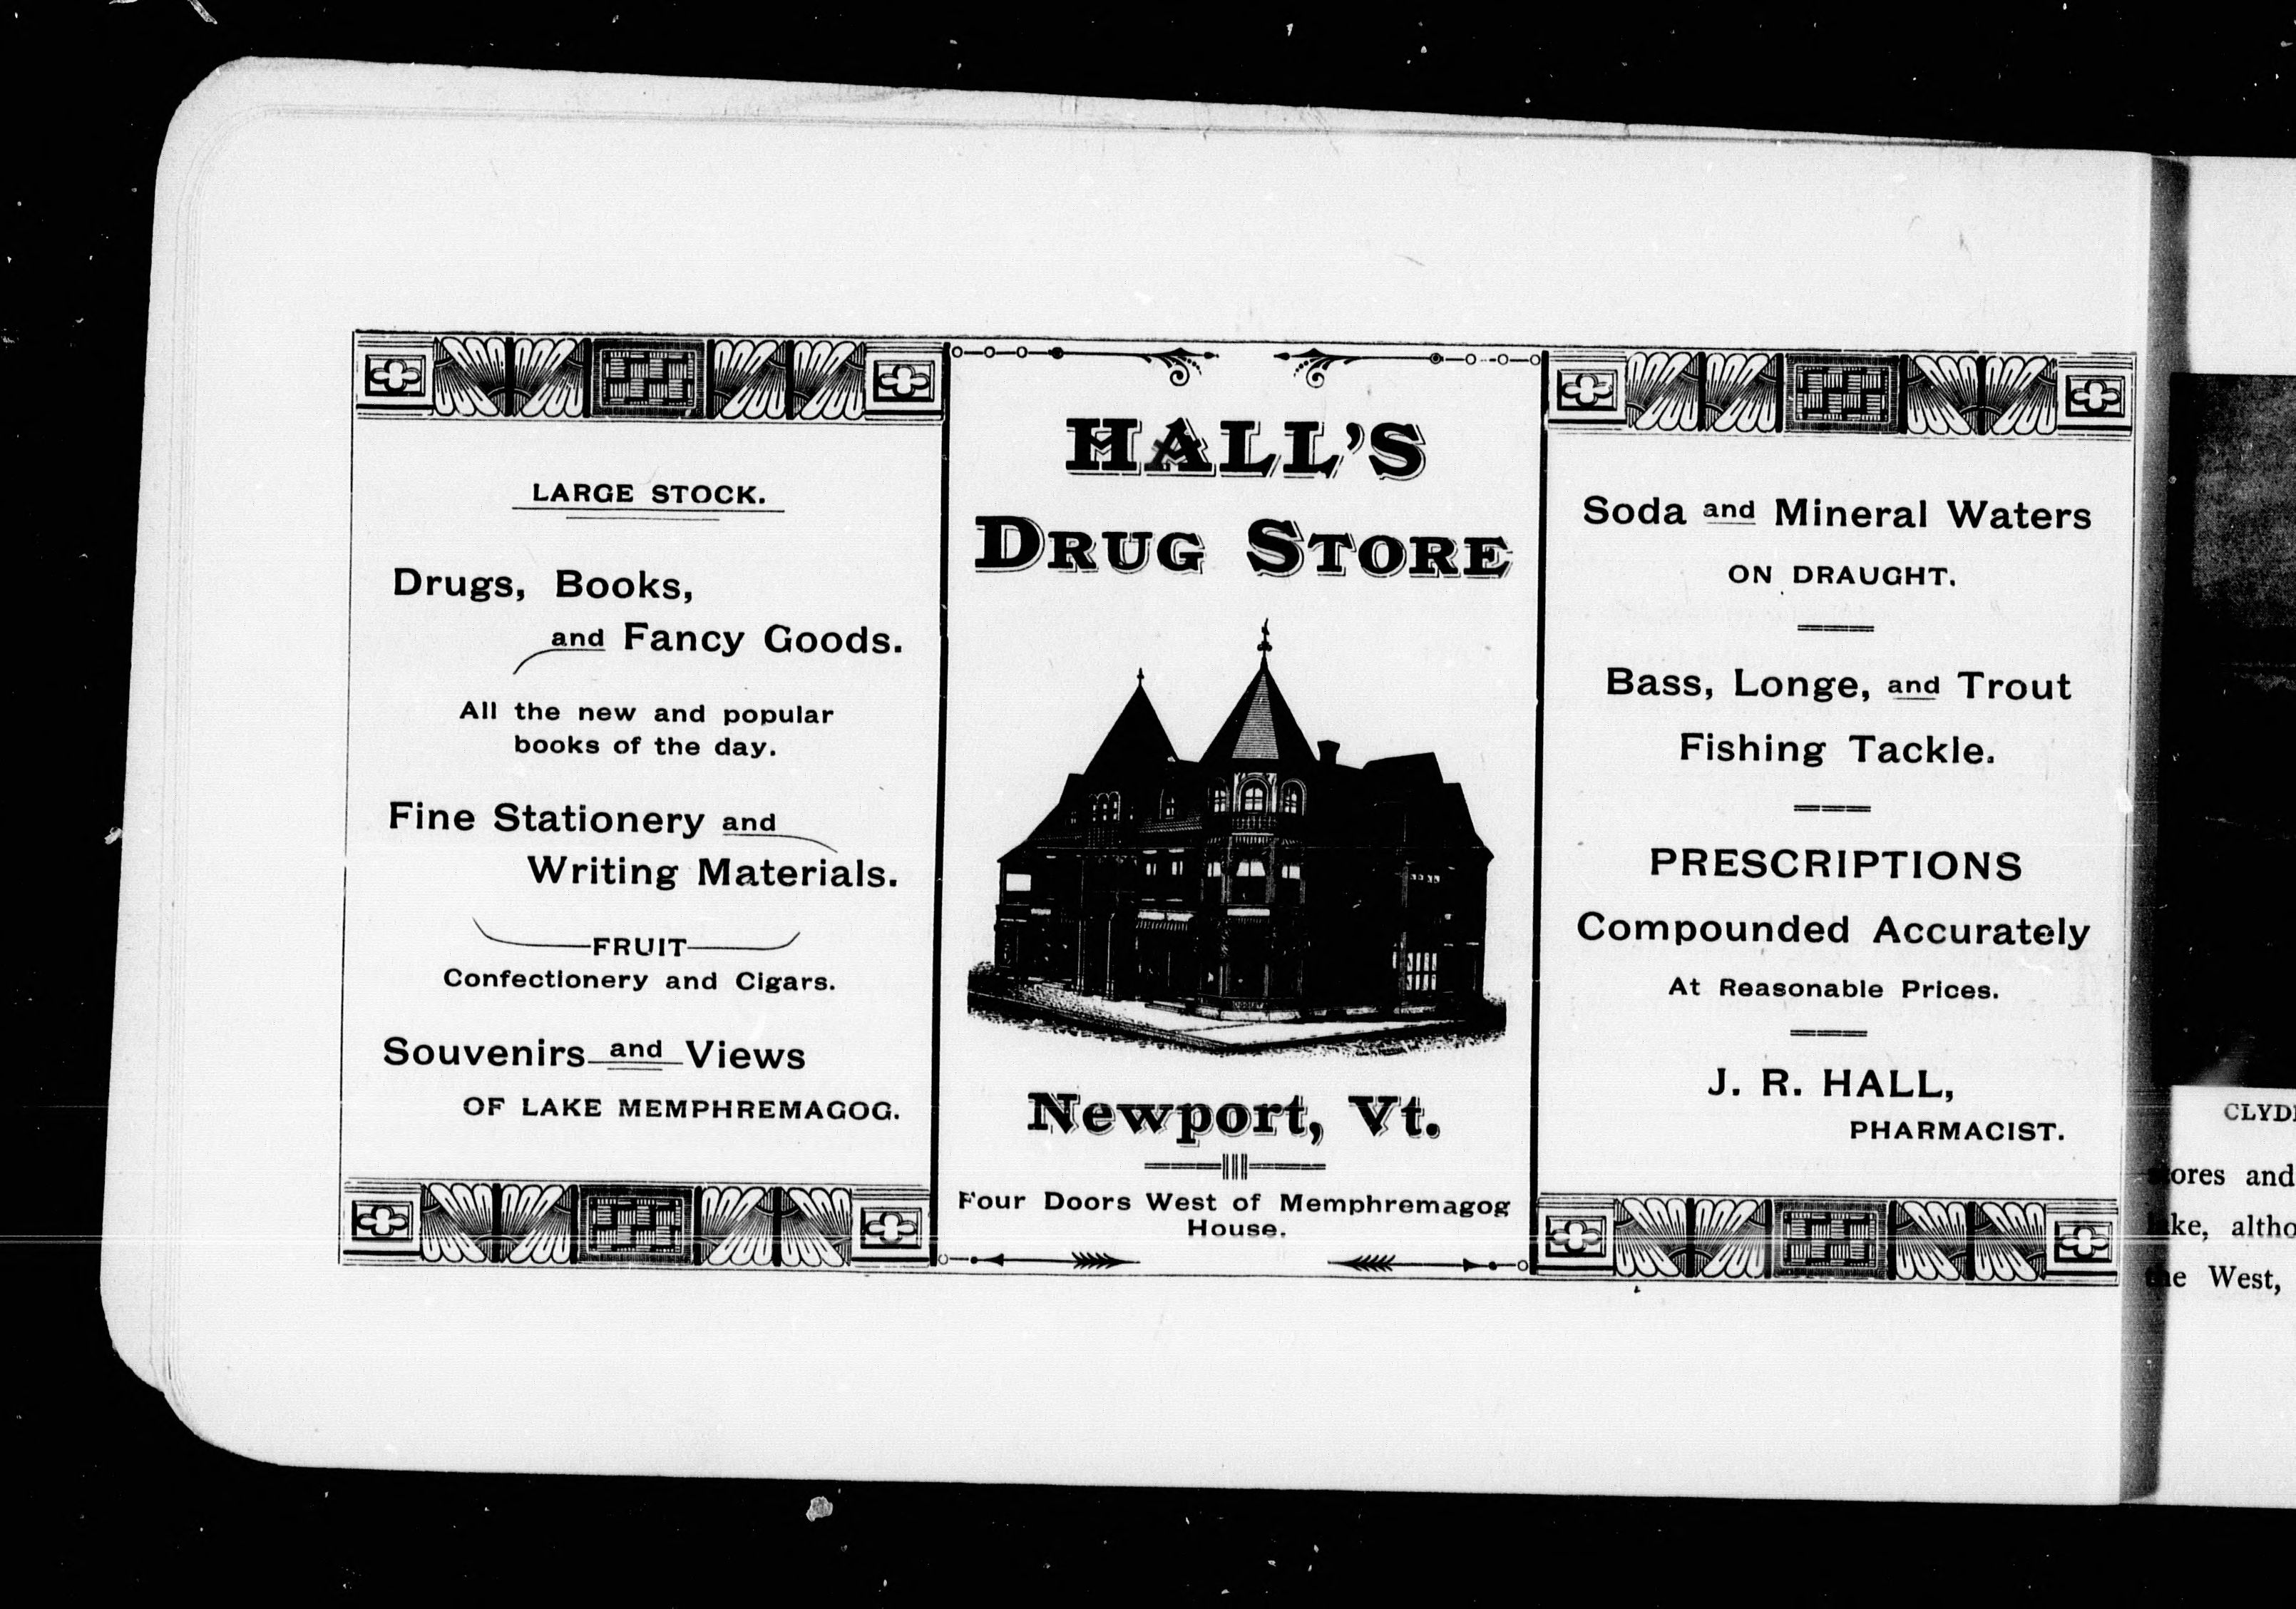 LARGE STOCK.
Drugs, Books,
and Fancy Goods.
All the new and popular
books of the day.
Fine Stationery and
Writing Materials.
FRUIT
Confectionery and Cigars.
Souvenirs and Views
OF LAKE MEMPHREMAGOG.
HALL'S
DRUG STORE
Newport, Vt.
Four Doors West of Memphremagog
House.
Soda and Mineral Waters
ON DRAUGHT.
Bass, Longe, and Trout
Fishing Tackle.
PRESCRIPTIONS
Compounded Accurately
At Reasonable Prices.
J. R. HALL,
PHARMACIST.
and
West,